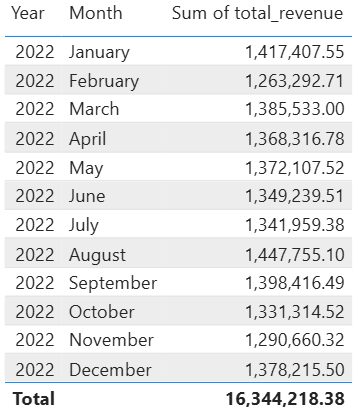 Year Month Sum of total_revenue
2022 January 1,417,407.55
2022 February 1,263,292.71
2022 March 1,385,533.00
2022 April 1,368,316.78
2022 May 1,372,107.52
2022 June 1,349,239.51
2022 July 1,341,959.38
2022 August 1,447,755.10
2022 September 1,398,416.49
2022 October 1,331,314.52
2022 November 1,290,660.32
2022 December 1,378,215.50
Total 16,344,218.38